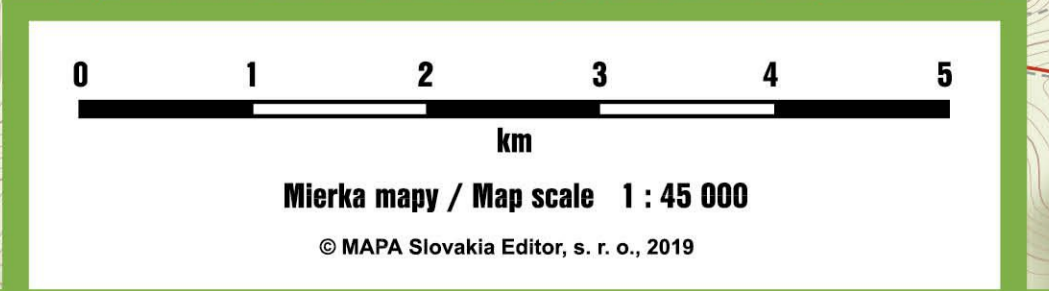 0 1 2 3 4 5
km
Mierka mapy / Map scale 1 : 45 000
© MAPA Slovakia Editor, s. r. o., 2019